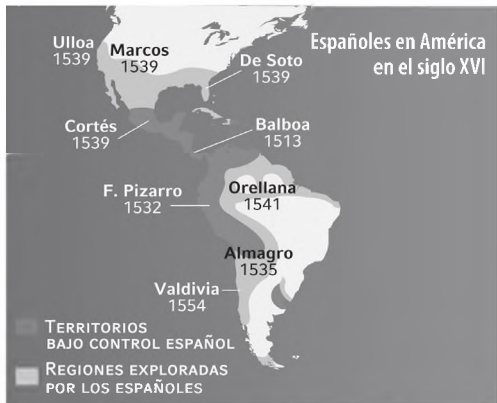 Españoles en América
en el siglo XVI
Ulloa
1539
Marcos
1539
De Soto
1539
Cortés
1539
Balboa
1513
F. Pizarro
1532
Orellana
1541
Almagro
1535
Valdivia
1554
TERRITORIOS
BAJO CONTROL ESPAÑOL
REGIONES EXPLORADAS
POR LOS ESPAÑOLES